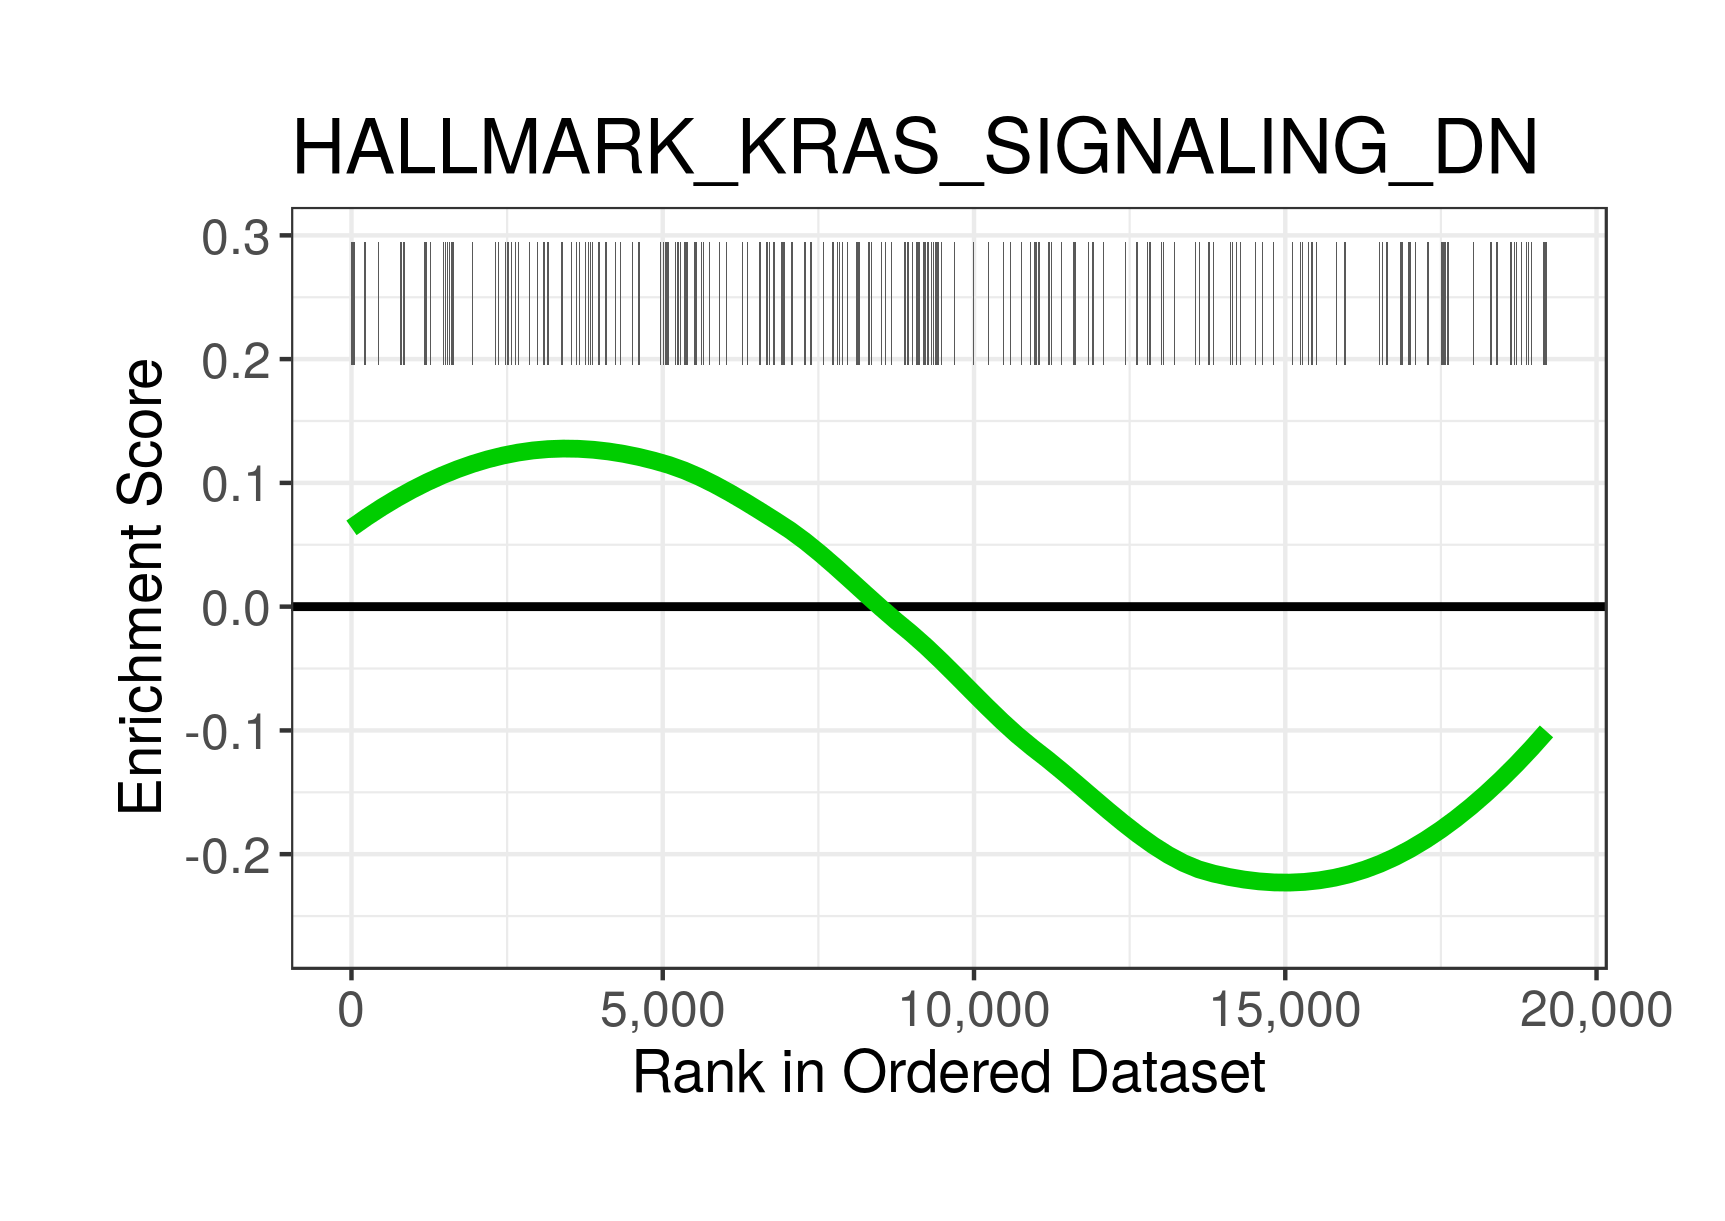 HALLMARK_KRAS_SIGNALING_DN
0.3
0.2
0.1
0.0
-0.1
-0.2
Enrichment Score
0 5,000 10,000 15,000 20,000
Rank in Ordered Dataset